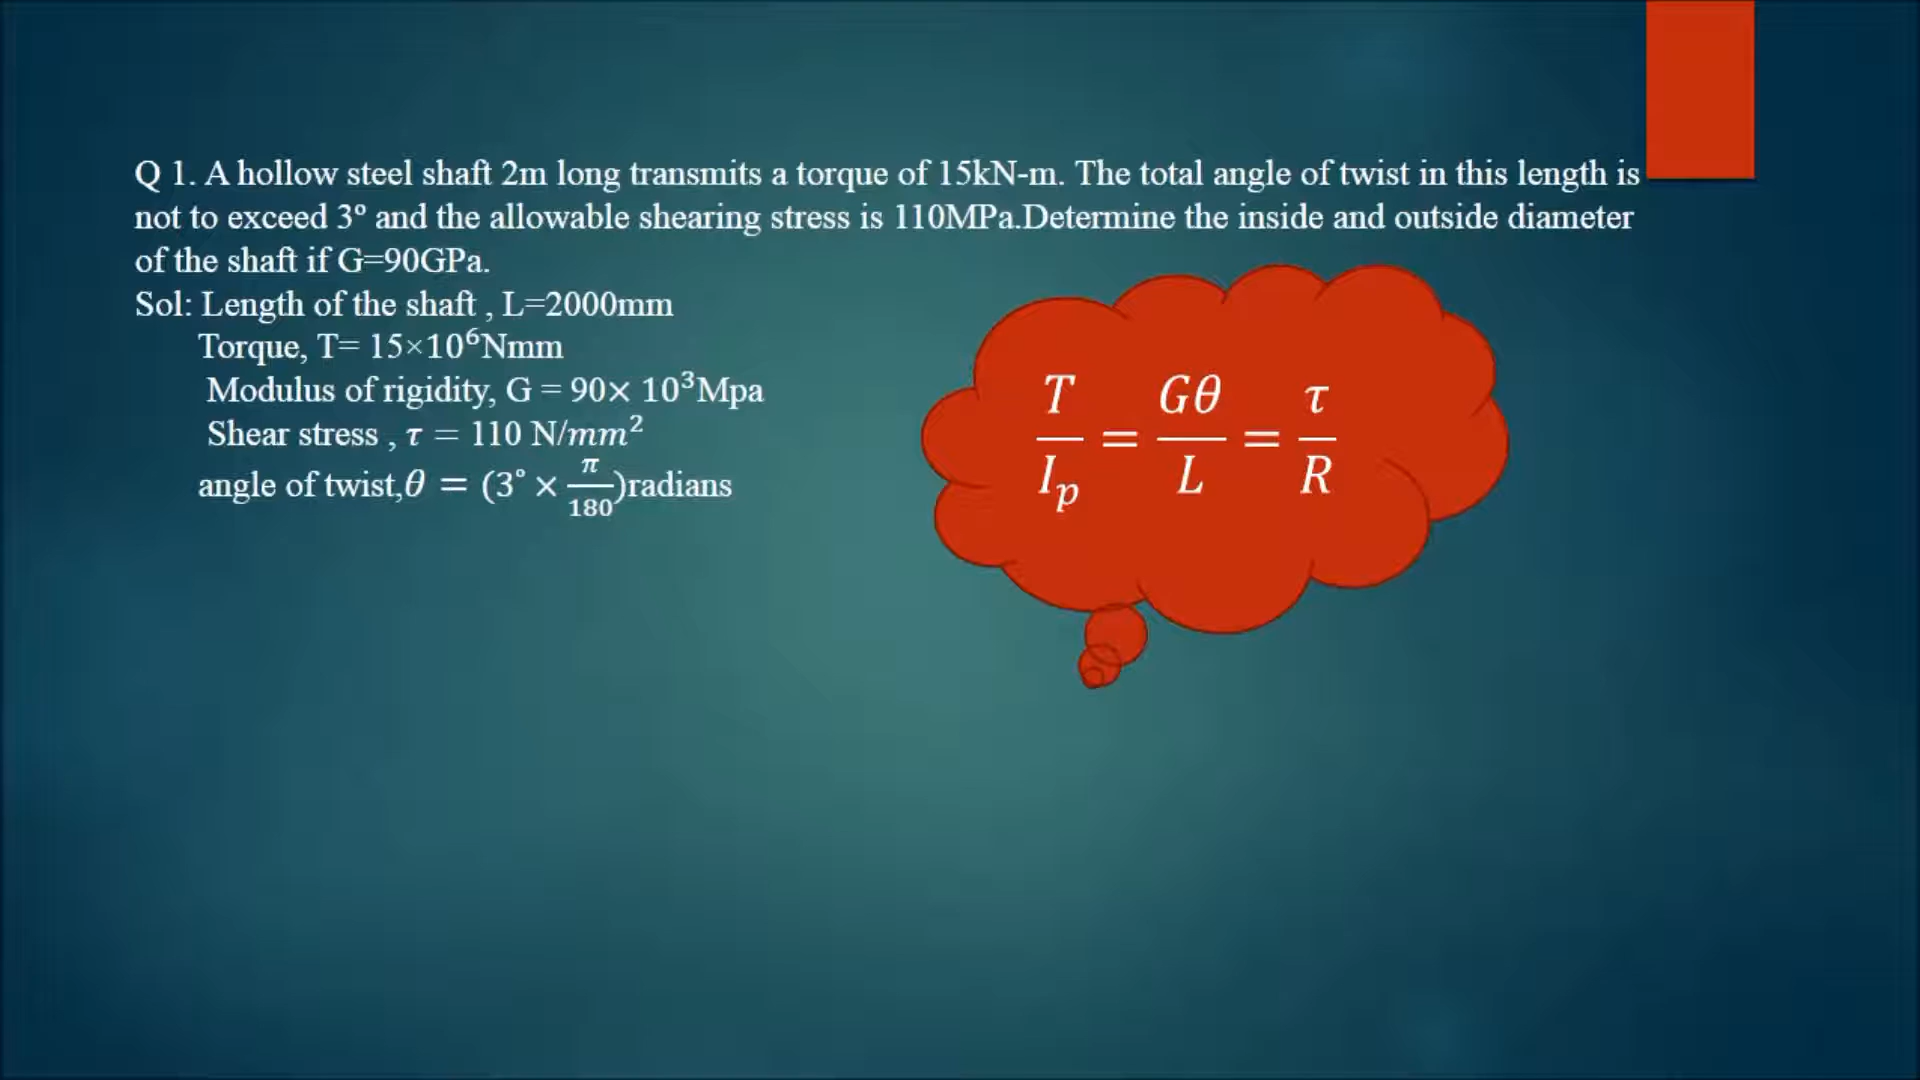 Q 1. A hollow steel shaft 2m long transmits a torque of 15kN-m. The total angle of twist in this length is
not to exceed 3º and the allowable shearing stress is 110MPa.Determine the inside and outside diameter
of the shaft if G=90GPa.
Sol: Length of the shaft , L=2000mm
Torque, T= 15×10⁶Nmm
Modulus of rigidity, G = 90× 10³Mpa
Shear stress , τ = 110 N/mm²
angle of twist,θ = (3° × π/180)radians
T/Iₚ = Gθ/L = τ/R